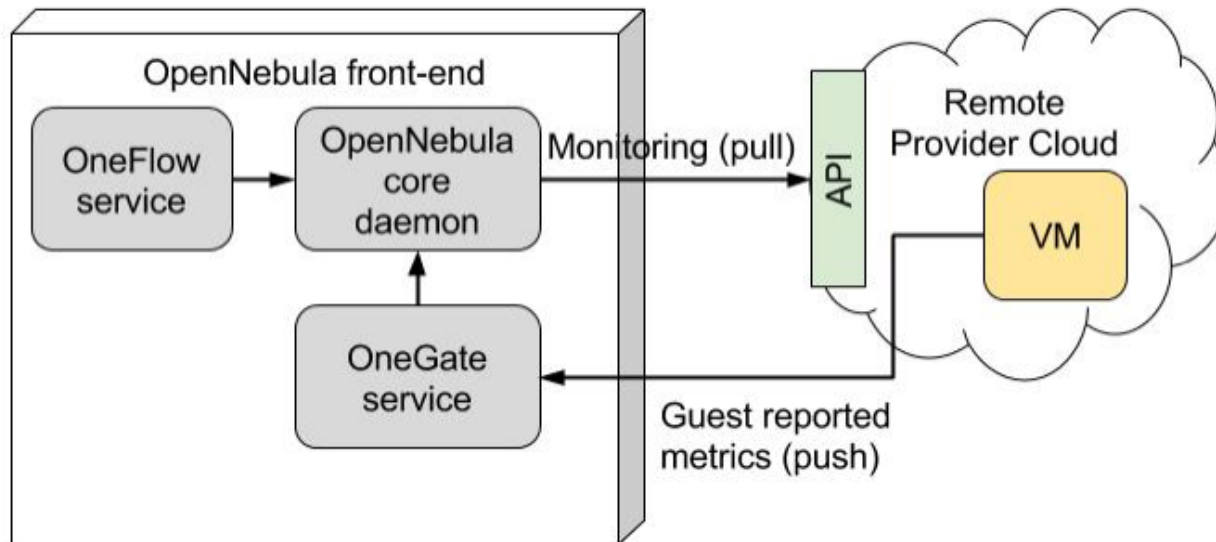 OpenNebula front-end
OneFlow
service
OpenNebula
core
daemon
Monitoring (pull)
API
Remote
Provider Cloud
VM
OneGate
service
Guest reported
metrics (push)